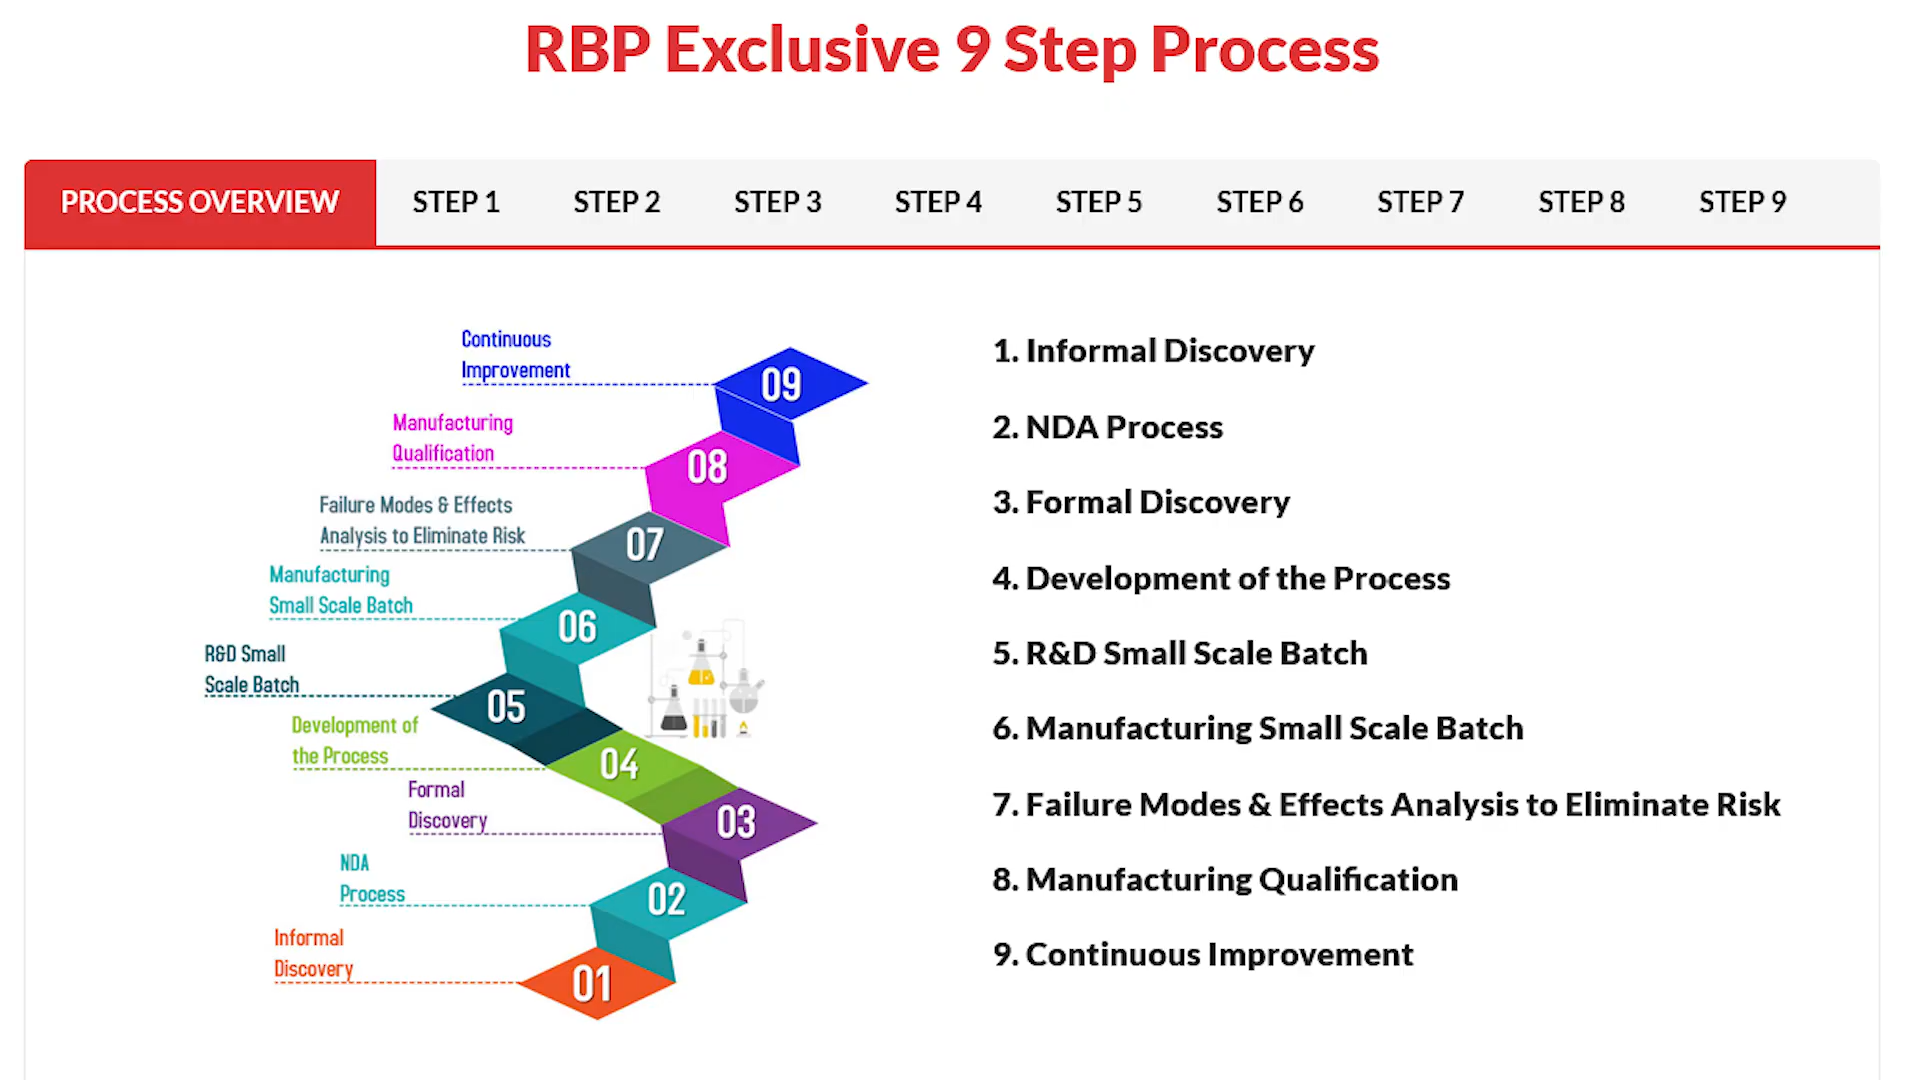 RBP Exclusive 9 Step Process
PROCESS OVERVIEW STEP 1 STEP 2 STEP 3 STEP 4 STEP 5 STEP 6 STEP 7 STEP 8 STEP 9
Continuous
Improvement
09
Manufacturing
Qualification
08
Failure Modes & Effects
Analysis to Eliminate Risk
07
Manufacturing
Small Scale Batch
06
R&D Small
Scale Batch
05
Development of
the Process
04
Formal
Discovery
03
NDA
Process
02
Informal
Discovery
01
1. Informal Discovery
2. NDA Process
3. Formal Discovery
4. Development of the Process
5. R&D Small Scale Batch
6. Manufacturing Small Scale Batch
7. Failure Modes & Effects Analysis to Eliminate Risk
8. Manufacturing Qualification
9. Continuous Improvement